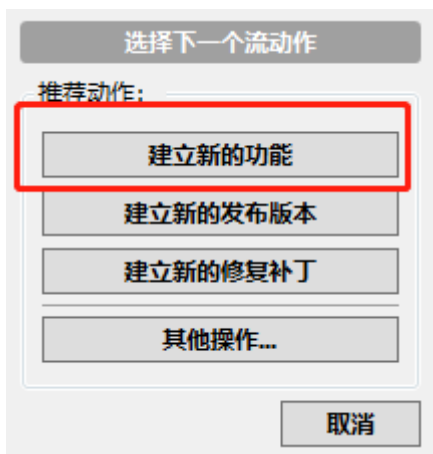 选择下一个流动作
推荐动作:
建立新的功能
建立新的发布版本
建立新的修复补丁
其他操作...
取消